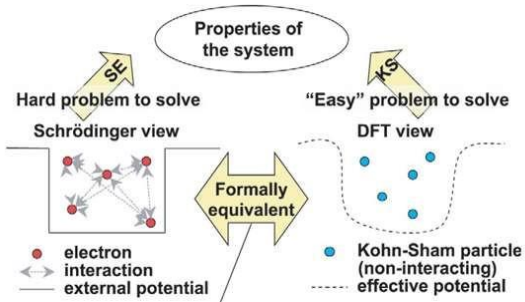 Properties of
the system
SE
KS
Hard problem to solve
"Easy" problem to solve
Schrödinger view
DFT view
Formally
equivalent
electron
interaction
external potential
Kohn-Sham particle
(non-interacting)
effective potential